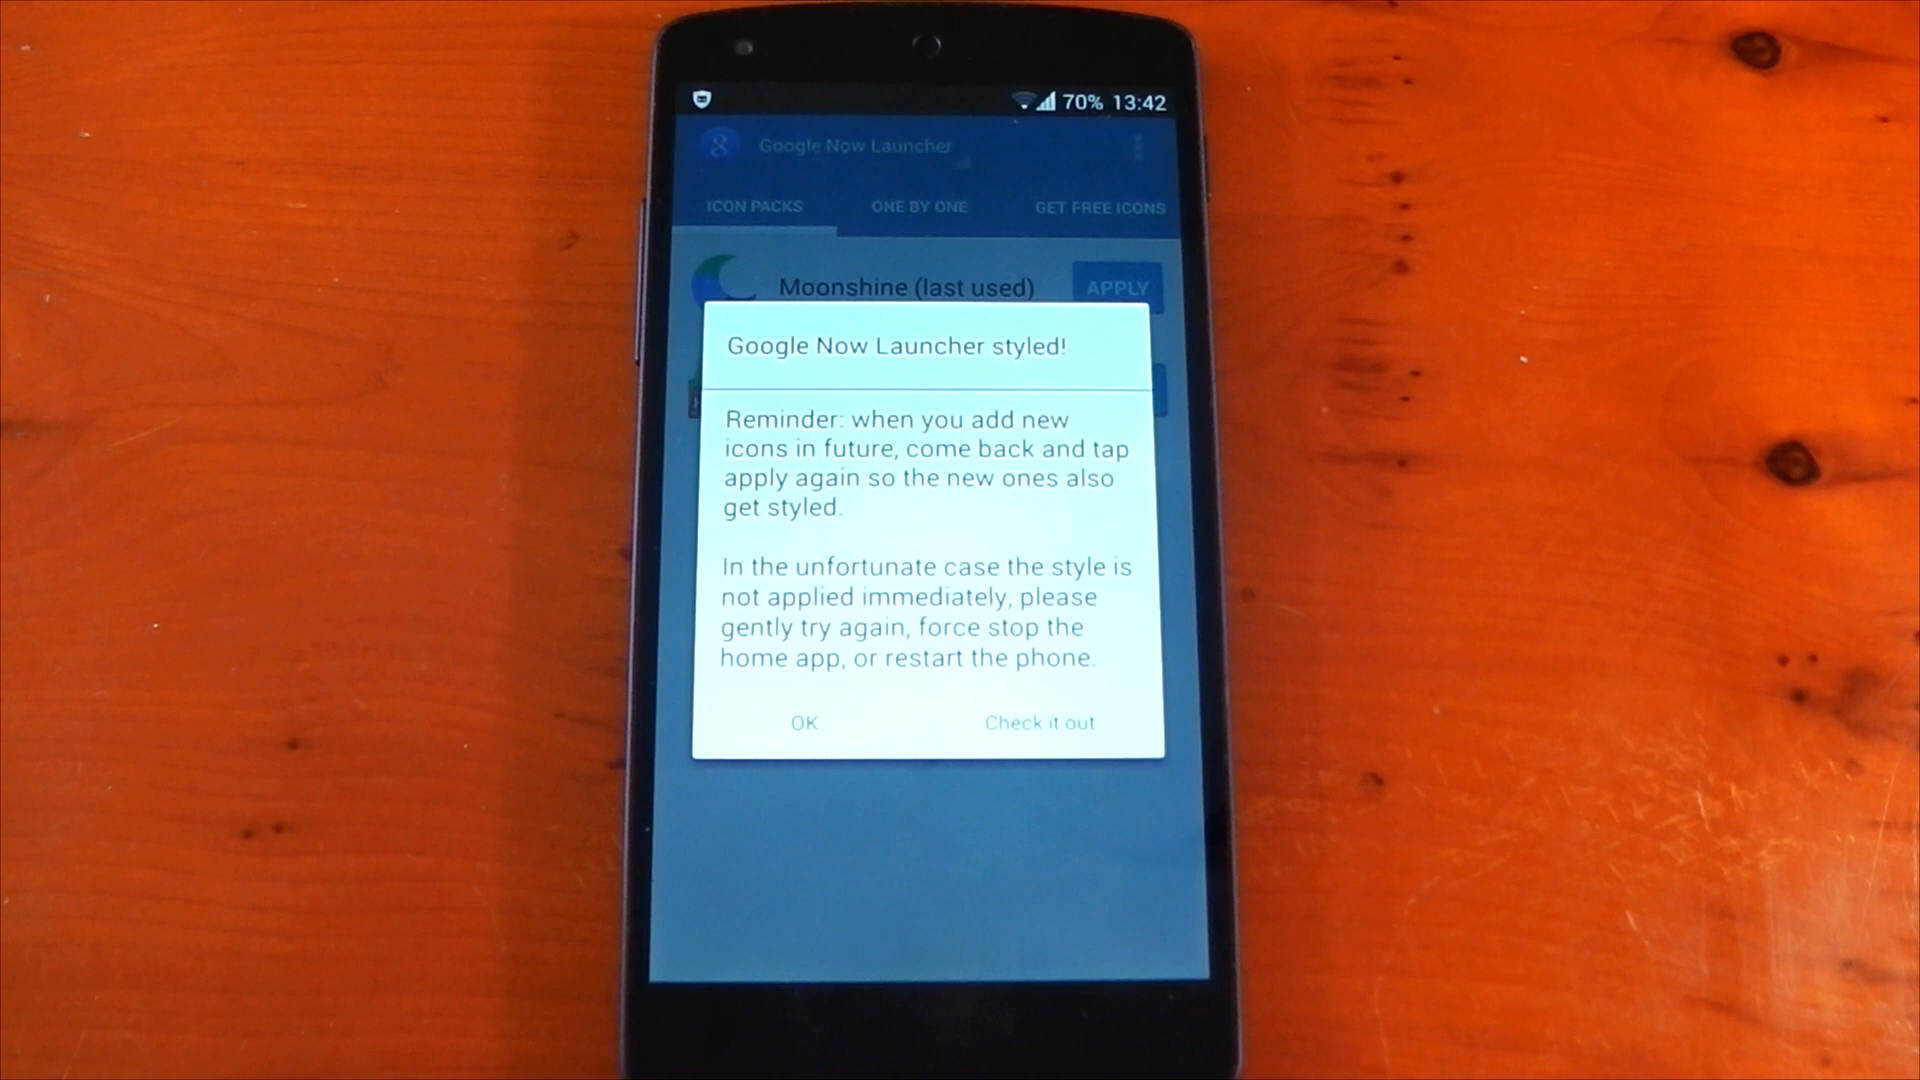 70% 13:42
Google Now Launcher
ICON PACKS ONE BY ONE GET FREE ICONS
Moonshine (last used) APPLY
Google Now Launcher styled!
Reminder: when you add new
icons in future, come back and tap
apply again so the new ones also
get styled.
In the unfortunate case the style is
not applied immediately, please
gently try again, force stop the
home app, or restart the phone.
OK Check it out